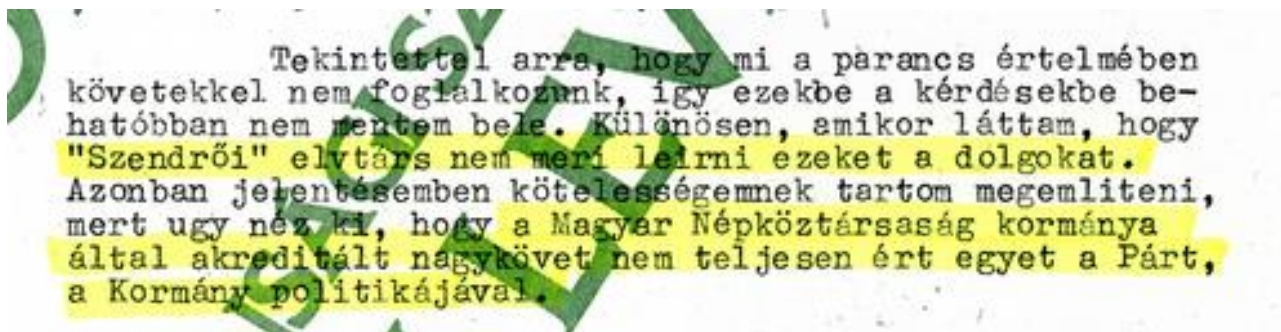 Tekintettel arra, hogy mi a parancs értelmében
követekkel nem foglalkozunk, igy ezekbe a kérdésekbe be-
hatóbban nem mentem bele. Különösen, amikor láttam, hogy
"Szendrői" elvtárs nem meri leirni ezeket a dolgokat.
Azonban jelentésemben kötelességemnek tartom megemliteni,
mert ugy néz ki, hogy a Magyar Népköztársaság kormánya
által akreditált nagykövet nem teljesen ért egyet a Párt,
a Kormány politikájával.